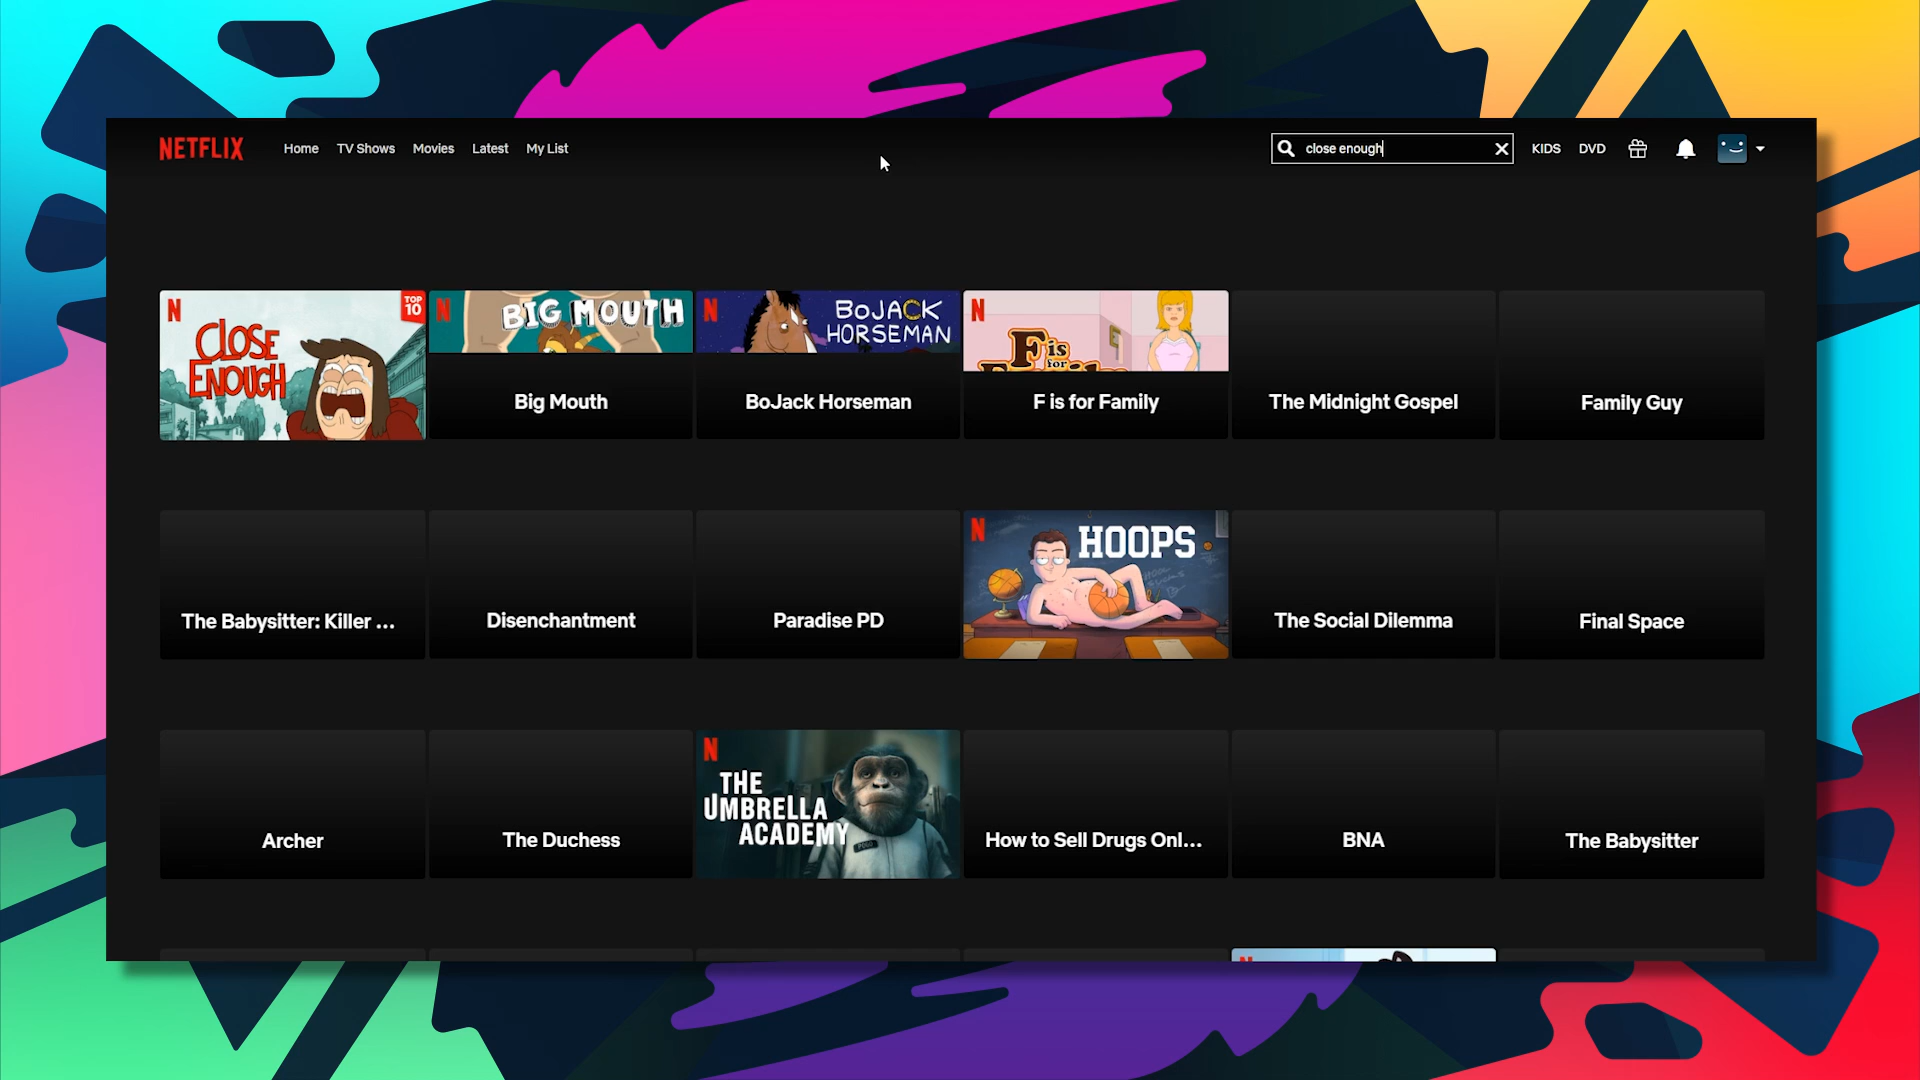 NETFLIX Home TV Shows Movies Latest My List close enough KIDS DVD
N CLOSE ENOUGH TOP 10
N BIG MOUTH
N BOJACK HORSEMAN
N F is for
Big Mouth
BoJack Horseman
F is for Family
The Midnight Gospel
Family Guy
The Babysitter: Killer ...
Disenchantment
Paradise PD
N HOOPS
The Social Dilemma
Final Space
Archer
The Duchess
N
THE
UMBRELLA
ACADEMY
POGO
How to Sell Drugs Onl...
BNA
The Babysitter